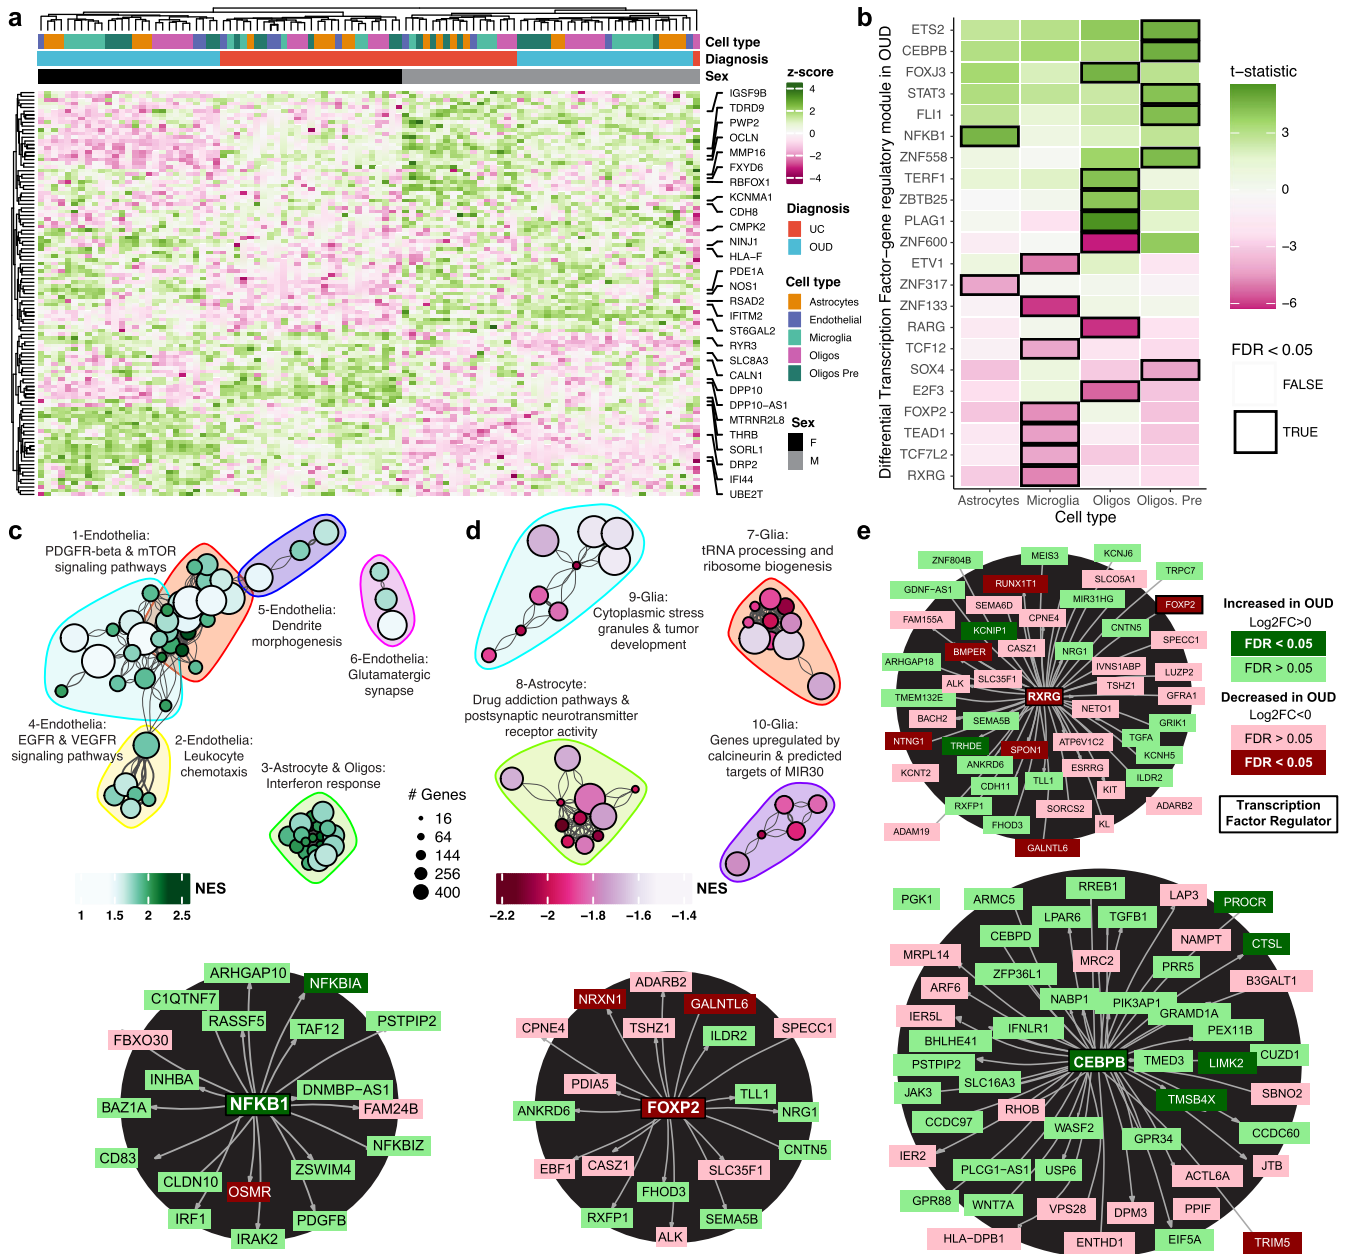 a
Cell type
Diagnosis
Sex
IGSF9B
TDRD9
PWP2
OCLN
MMP16
FXYD6
RBFOX1
KCNMA1
CDH8
CMPK2
NINJ1
HLA−F
PDE1A
NOS1
RSAD2
IFITM2
ST6GAL2
RYR3
SLC8A3
CALN1
DPP10
DPP10−AS1
MTRNR2L8
THRB
SORL1
DRP2
IFI44
UBE2T
z-score
4
2
0
−2
−4
Diagnosis
UC
OUD
Cell type
Astrocytes
Endothelial
Microglia
Oligos
Oligos Pre
Sex
F
M
b
Differential Transcription Factor−gene regulatory module in OUD
ETS2
CEBPB
FOXJ3
STAT3
FLI1
NFKB1
ZNF558
TERF1
ZBTB25
PLAG1
ZNF600
ETV1
ZNF317
ZNF133
RARG
TCF12
SOX4
E2F3
FOXP2
TEAD1
TCF7L2
RXRG
Astrocytes Microglia Oligos Oligos. Pre
Cell type
t−statistic
3
0
−3
−6
FDR < 0.05
FALSE
TRUE
c
1-Endothelia:
PDGFR-beta & mTOR
signaling pathways
5-Endothelia:
Dendrite
morphogenesis
6-Endothelia:
Glutamatergic
synapse
4-Endothelia:
EGFR & VEGFR
signaling pathways
2-Endothelia:
Leukocyte
chemotaxis
3-Astrocyte & Oligos:
Interferon response
NES
1 1.5 2 2.5
# Genes
16
64
144
256
400
d
7-Glia:
tRNA processing and
ribosome biogenesis
9-Glia:
Cytoplasmic stress
granules & tumor
development
8-Astrocyte:
Drug addiction pathways &
postsynaptic neurotransmitter
receptor activity
10-Glia:
Genes upregulated by
calcineurin & predicted
targets of MIR30
NES
−2.2 −2 −1.8 −1.6 −1.4
e
ZNF804B
MEIS3
KCNJ6
TRPC7
RUNX1T1
SLCO5A1
GDNF−AS1
MIR31HG
FOXP2
SEMA6D
FAM155A
CPNE4
CNTN5
KCNIP1
SPECC1
BMPER
CASZ1
NRG1
ARHGAP18
IVNS1ABP
LUZP2
ALK
SLC35F1
TSHZ1
RXRG
GFRA1
TMEM132E
NETO1
BACH2
SEMA5B
GRIK1
NTNG1
TRHDE
SPON1
ATP6V1C2
TGFA
KCNH5
ANKRD6
ESRRG
KCNT2
ILDR2
CDH11
TLL1
KIT
RXFP1
SORCS2
ADARB2
FHOD3
KL
ADAM19
GALNTL6
Increased in OUD
Log2FC>0
FDR < 0.05
FDR > 0.05
Decreased in OUD
Log2FC<0
FDR > 0.05
FDR < 0.05
Transcription
Factor Regulator
ARHGAP10
NFKBIA
C1QTNF7
RASSF5
TAF12
PSTPIP2
FBXO30
INHBA
DNMBP−AS1
NFKB1
BAZ1A
FAM24B
NFKBIZ
CD83
ZSWIM4
CLDN10
OSMR
IRF1
PDGFB
IRAK2
ADARB2
NRXN1
GALNTL6
CPNE4
TSHZ1
ILDR2
SPECC1
PDIA5
TLL1
FOXP2
ANKRD6
NRG1
CNTN5
EBF1
CASZ1
SLC35F1
FHOD3
RXFP1
SEMA5B
ALK
PGK1
ARMC5
RREB1
LAP3
PROCR
LPAR6
TGFB1
CEBPD
NAMPT
CTSL
MRPL14
MRC2
ZFP36L1
PRR5
B3GALT1
ARF6
NABP1
PIK3AP1
IER5L
GRAMD1A
IFNLR1
PEX11B
BHLHE41
CUZD1
PSTPIP2
CEBPB
TMED3
LIMK2
SLC16A3
JAK3
SBNO2
TMSB4X
RHOB
CCDC97
WASF2
CCDC60
GPR34
IER2
JTB
PLCG1−AS1
USP6
ACTL6A
GPR88
WNT7A
VPS28
DPM3
PPIF
HLA−DPB1
ENTHD1
EIF5A
TRIM5